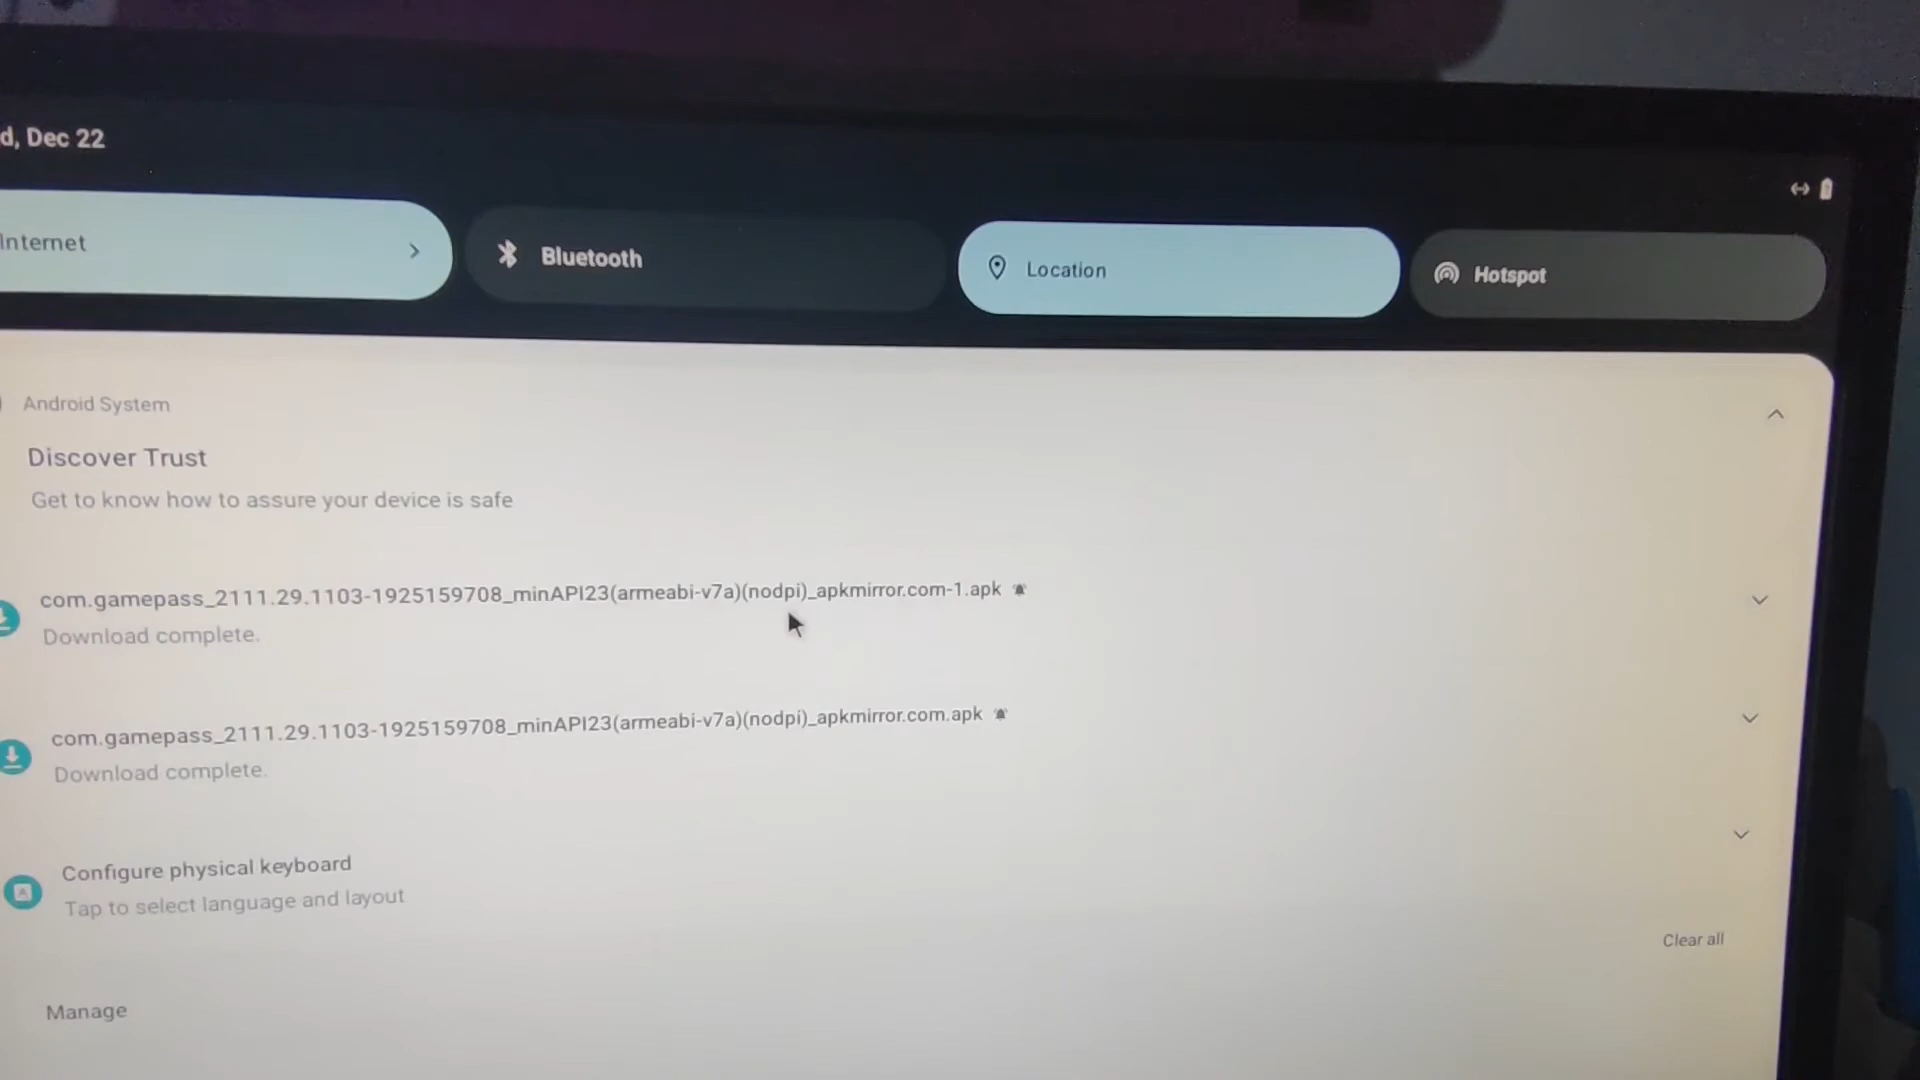 d, Dec 22
Internet
Bluetooth
Location
Hotspot
Android System
Discover Trust
Get to know how to assure your device is safe
com.gamepass_2111.29.1103-1925159708_minAPI23(armeabi-v7a)(nodpi)_apkmirror.com-1.apk
Download complete.
com.gamepass_2111.29.1103-1925159708_minAPI23(armeabi-v7a)(nodpi)_apkmirror.com.apk
Download complete.
Configure physical keyboard
Tap to select language and layout
Clear all
Manage